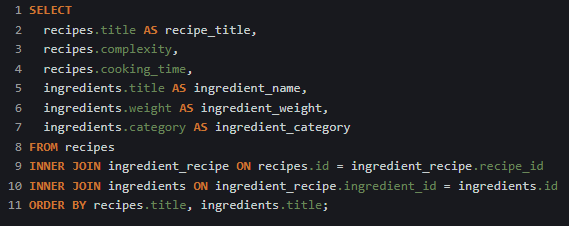 1 SELECT
2   recipes.title AS recipe_title,
3   recipes.complexity,
4   recipes.cooking_time,
5   ingredients.title AS ingredient_name,
6   ingredients.weight AS ingredient_weight,
7   ingredients.category AS ingredient_category
8 FROM recipes
9 INNER JOIN ingredient_recipe ON recipes.id = ingredient_recipe.recipe_id
10 INNER JOIN ingredients ON ingredient_recipe.ingredient_id = ingredients.id
11 ORDER BY recipes.title, ingredients.title;